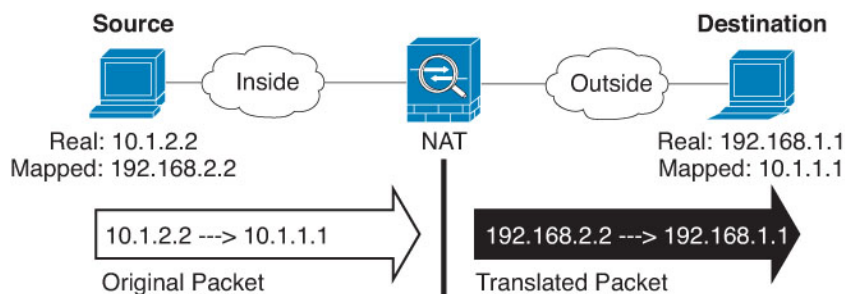 Source
Destination
Inside
Outside
Real: 10.1.2.2
Mapped: 192.168.2.2
NAT
Real: 192.168.1.1
Mapped: 10.1.1.1
10.1.2.2 ---> 10.1.1.1
192.168.2.2 ---> 192.168.1.1
Original Packet
Translated Packet